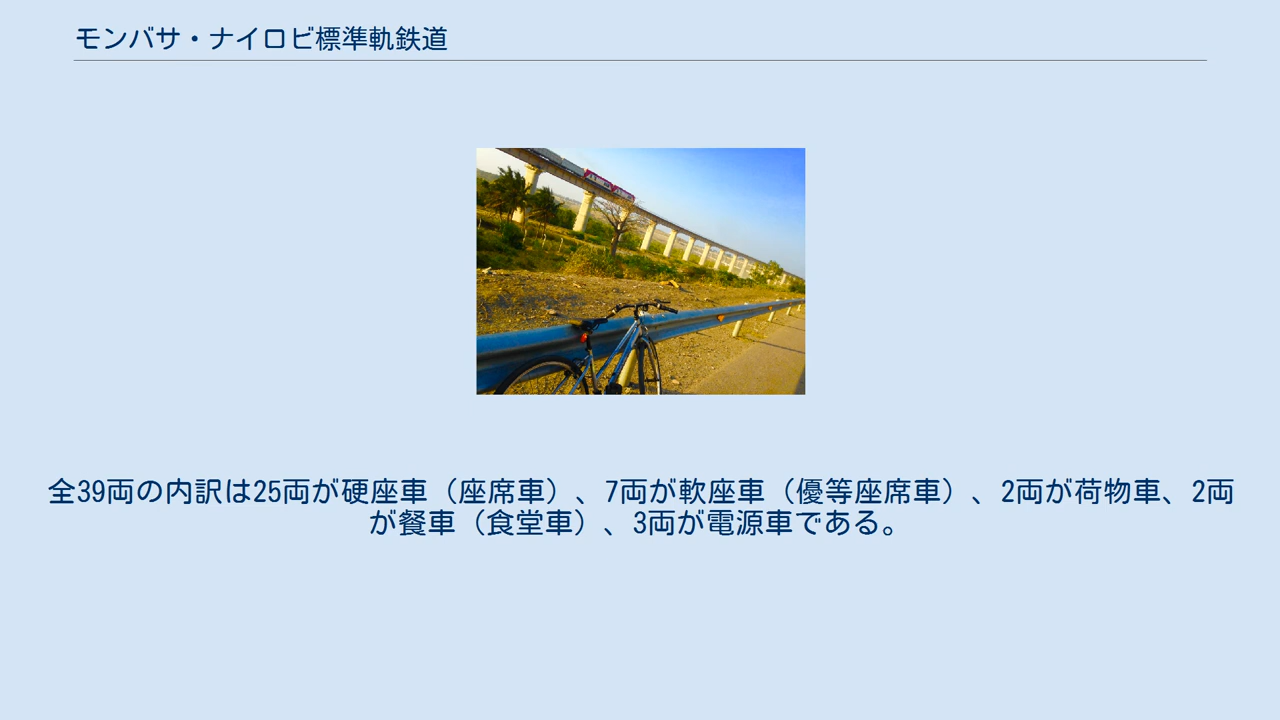 モンバサ・ナイロビ標準軌鉄道
全39両の内訳は25両が硬座車（座席車）、7両が軟座車（優等座席車）、2両が荷物車、2両
が餐車（食堂車）、3両が電源車である。